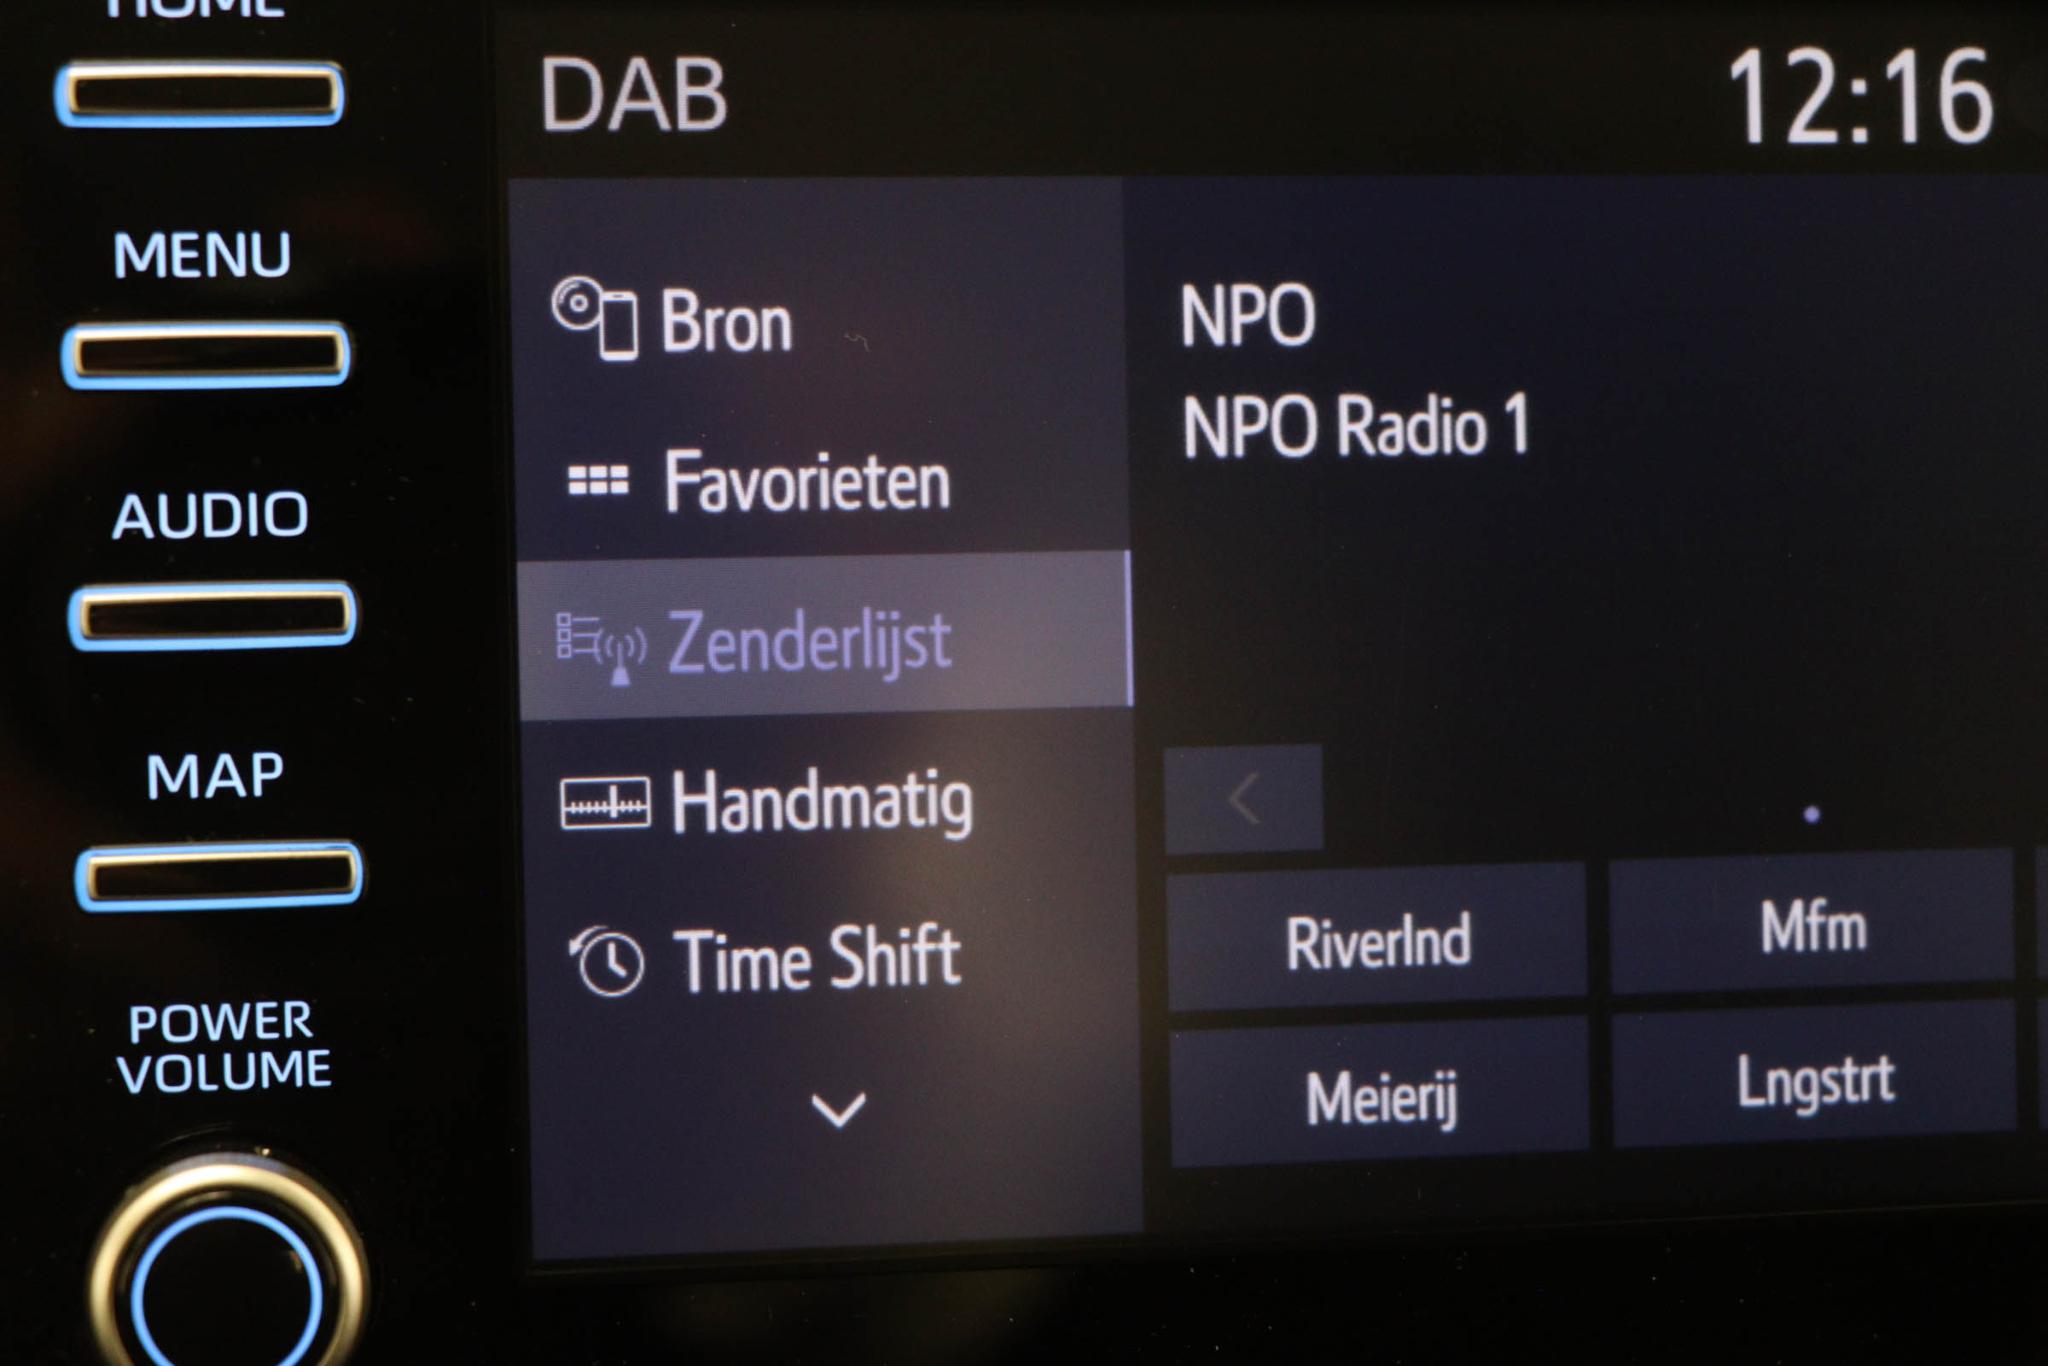 HOME
MENU
AUDIO
MAP
POWER
VOLUME
DAB
12:16
Bron
Favorieten
Zenderlijst
Handmatig
Time Shift
NPO
NPO Radio 1
Riverlnd
Mfm
Meierij
Lngstrt